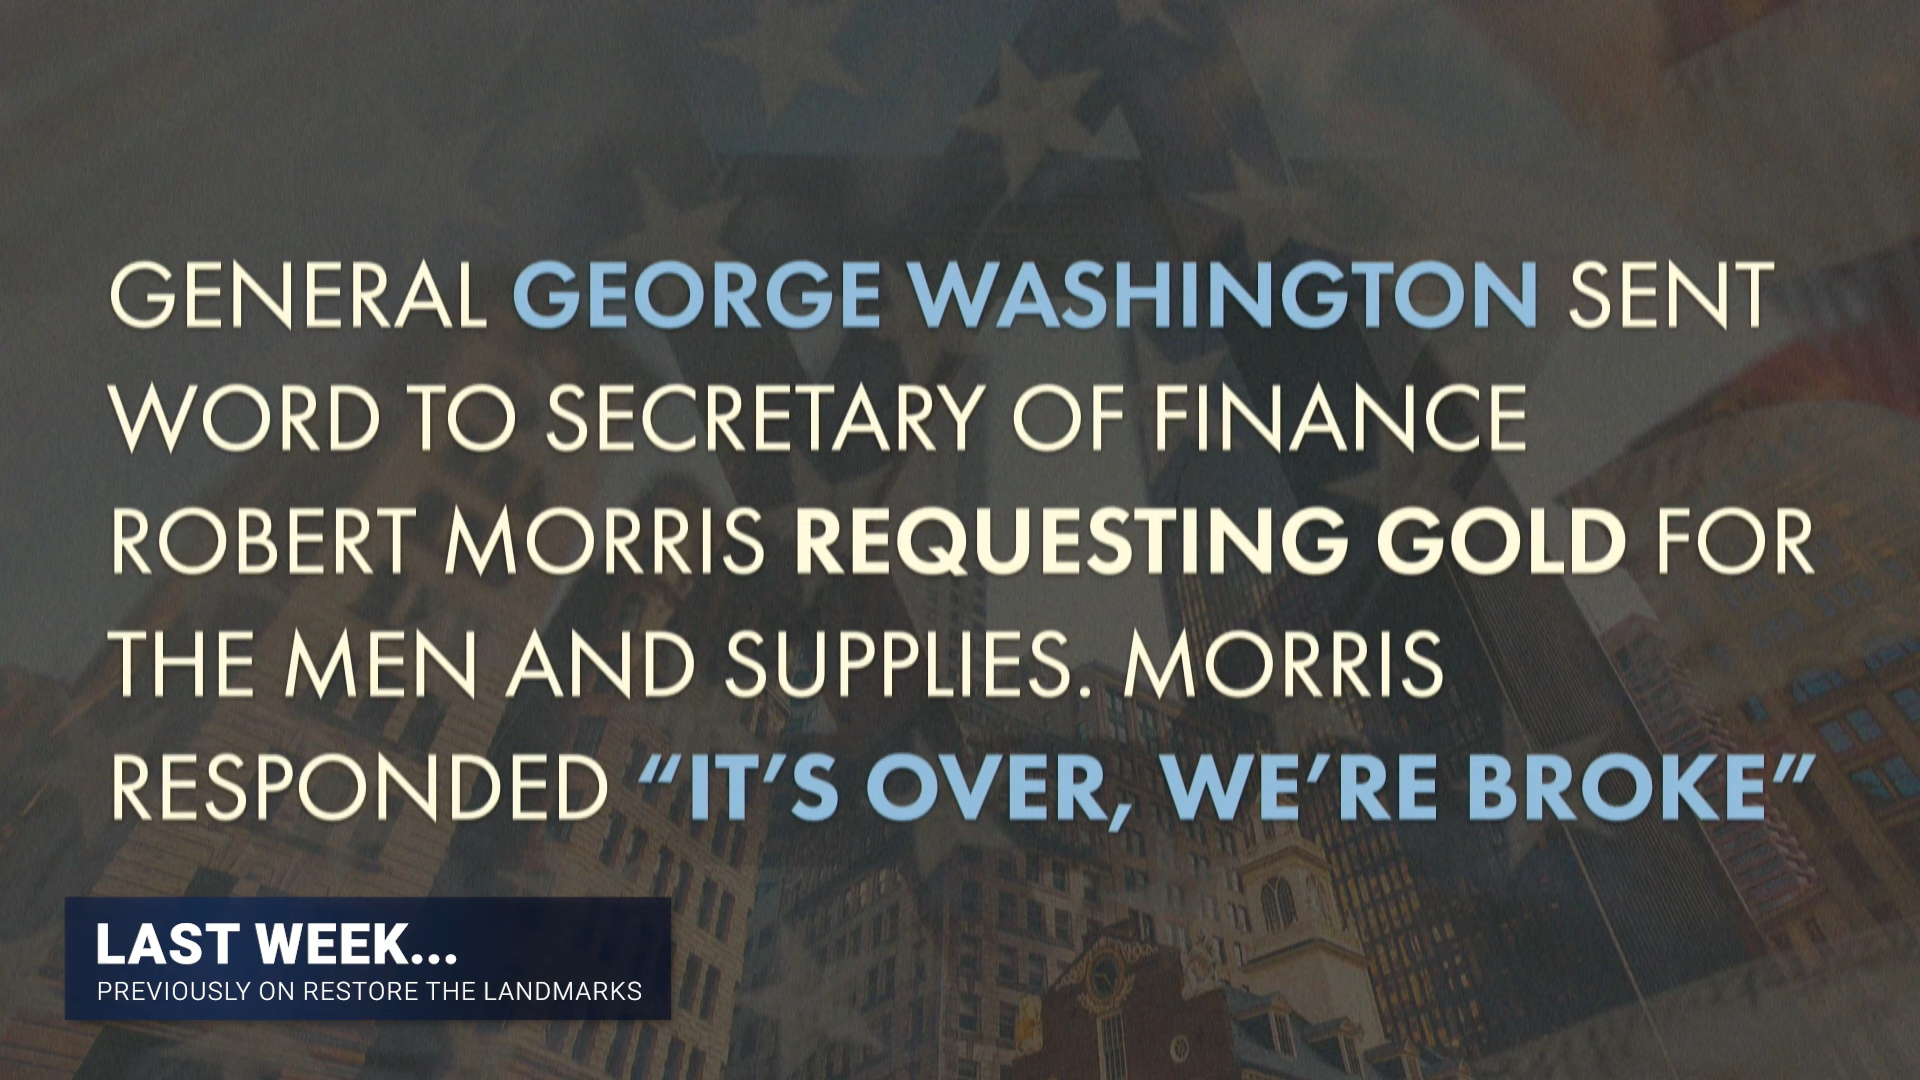 GENERAL GEORGE WASHINGTON SENT
WORD TO SECRETARY OF FINANCE
ROBERT MORRIS REQUESTING GOLD FOR
THE MEN AND SUPPLIES. MORRIS
RESPONDED “IT’S OVER, WE’RE BROKE”
LAST WEEK...
PREVIOUSLY ON RESTORE THE LANDMARKS